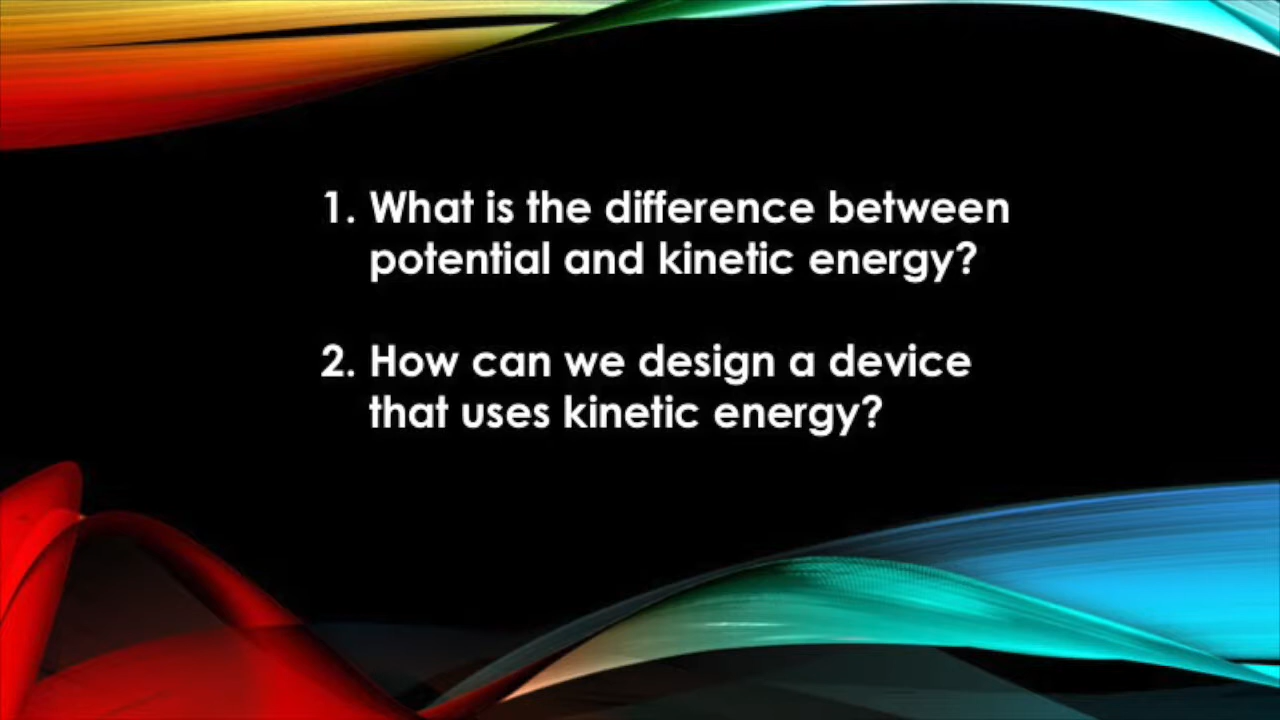 1. What is the difference between
potential and kinetic energy?
2. How can we design a device
that uses kinetic energy?